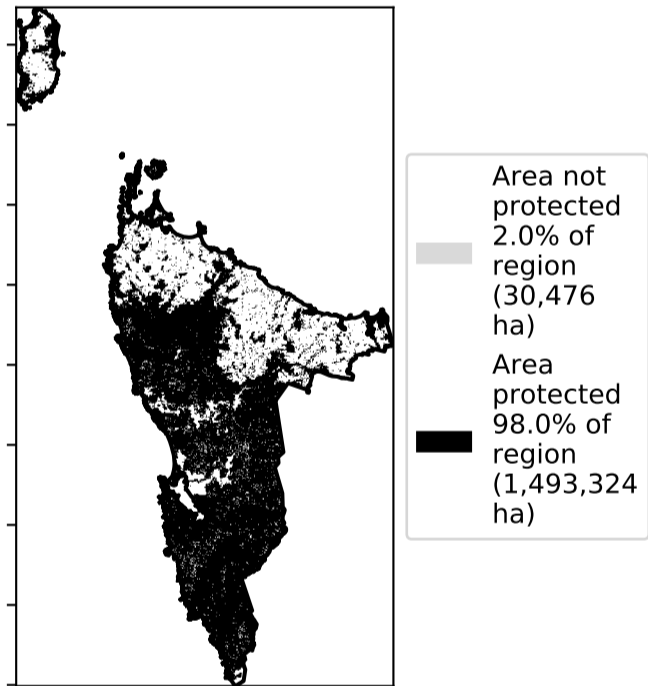 Area not
protected
2.0% of
region
(30,476
ha)
Area
protected
98.0% of
region
(1,493,324
ha)